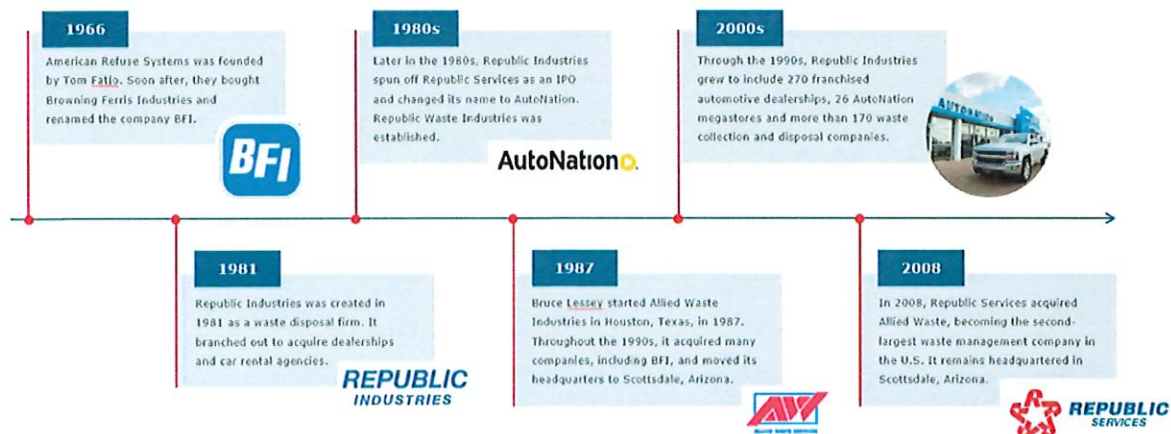 1966
American Refuse Systems was founded
by Tom Fatjo. Soon after, they bought
Browning Ferris Industries and
renamed the company BFI.
BFI
1980s
Later in the 1980s, Republic Industries
spun off Republic Services as an IPO
and changed its name to AutoNation.
Republic Waste Industries was
established.
AutoNation
2000s
Through the 1990s, Republic Industries
grew to include 270 franchised
automotive dealerships, 26 AutoNation
megastores and more than 170 waste
collection and disposal companies.
AUTONATION
1981
Republic Industries was created in
1981 as a waste disposal firm. It
branched out to acquire dealerships
and car rental agencies.
REPUBLIC
INDUSTRIES
1987
Bruce Lessey started Allied Waste
Industries in Houston, Texas, in 1987.
Throughout the 1990s, it acquired many
companies, including BFI, and moved its
headquarters to Scottsdale, Arizona.
AW
ALLIED WASTE SERVICES
2008
In 2008, Republic Services acquired
Allied Waste, becoming the second-
largest waste management company in
the U.S. It remains headquartered in
Scottsdale, Arizona.
REPUBLIC
SERVICES